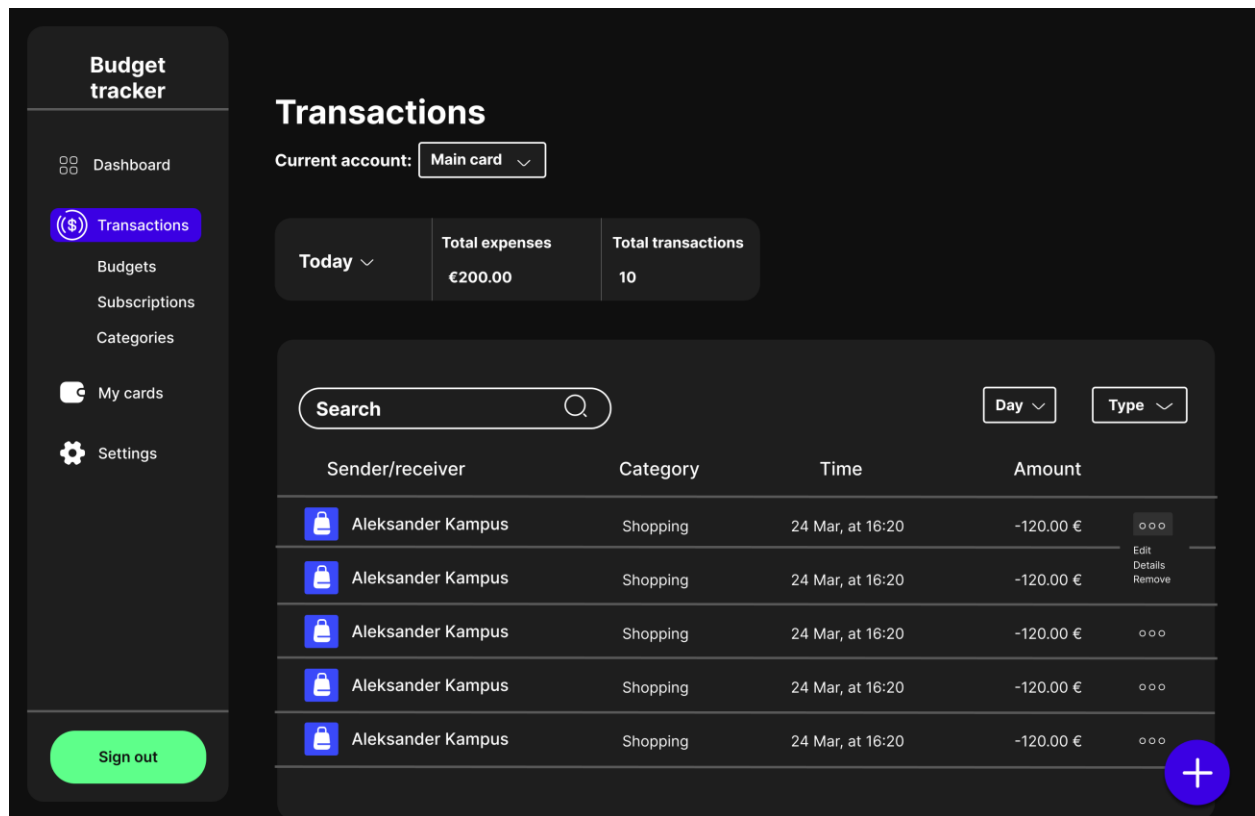 Budget
tracker
Dashboard
($) Transactions
Budgets
Subscriptions
Categories
My cards
Settings
Sign out
Transactions
Current account: Main card
Today
Total expenses
€200.00
Total transactions
10
Search
Day
Type
Sender/receiver Category Time Amount
Aleksander Kampus Shopping 24 Mar, at 16:20 -120.00 €
Edit
Details
Remove
Aleksander Kampus Shopping 24 Mar, at 16:20 -120.00 €
Aleksander Kampus Shopping 24 Mar, at 16:20 -120.00 €
Aleksander Kampus Shopping 24 Mar, at 16:20 -120.00 €
Aleksander Kampus Shopping 24 Mar, at 16:20 -120.00 €